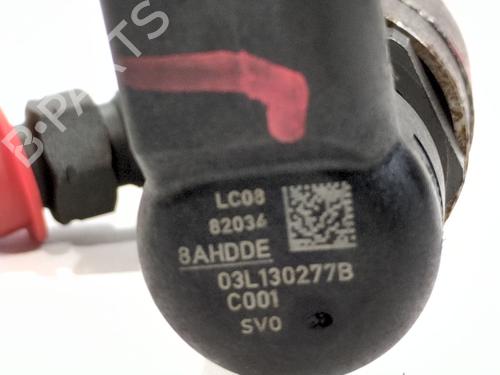 B-PARTS
LC08
82034
8AHDDE
03L130277B
C001
SVO